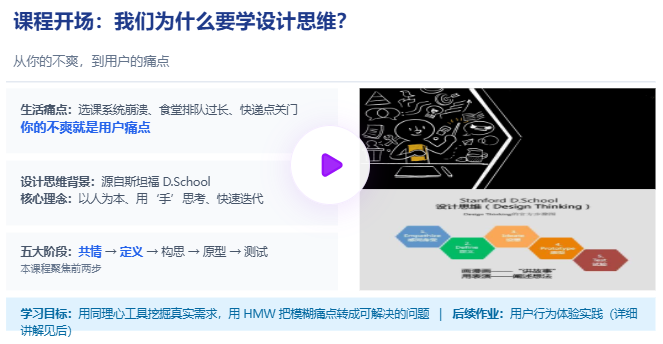 课程开场：我们为什么要学设计思维？
从你的不爽，到用户的痛点
生活痛点：选课系统崩溃、食堂排队过长、快递点关门
你的不爽就是用户痛点
设计思维背景：源自斯坦福 D.School
核心理念：以人为本、用‘手’思考、快速迭代
五大阶段：共情 → 定义 → 构思 → 原型 → 测试
本课程聚焦前两步
Stanford D.School
设计思维（Design Thinking）
1. Empathize
2. Define
4. Prototype
5. Test
学习目标：用同理心工具挖掘真实需求，用 HMW 把模糊痛点转成可解决的问题 | 后续作业：用户行为体验实践（详细
讲解见后）